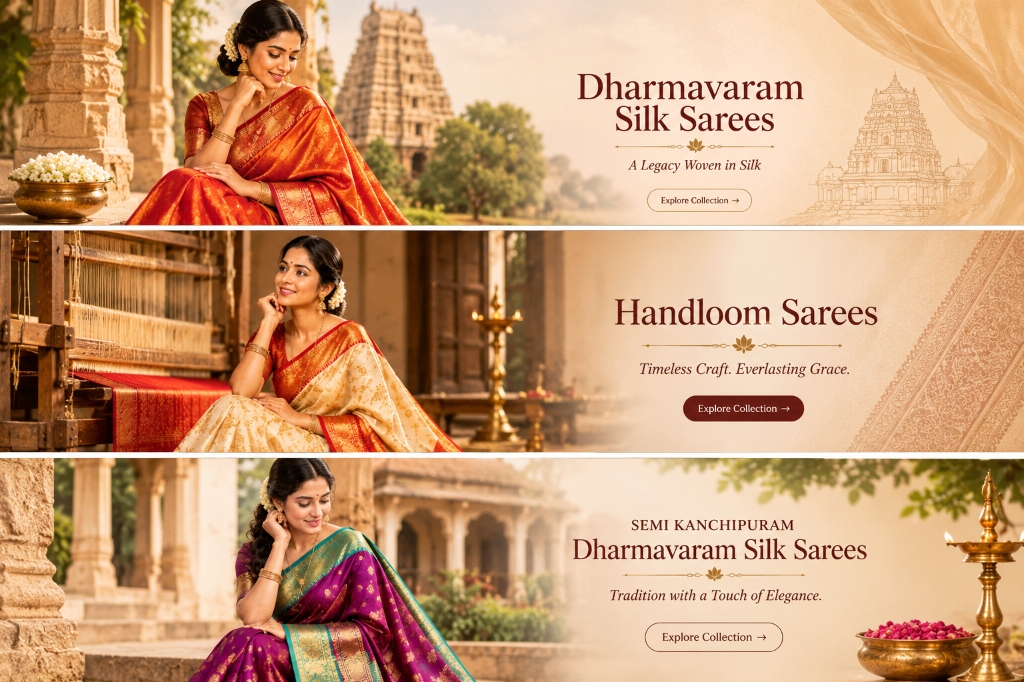 Dharmavaram
Silk Sarees
A Legacy Woven in Silk
Explore Collection →
Handloom Sarees
Timeless Craft. Everlasting Grace.
Explore Collection →
SEMI KANCHIPURAM
Dharmavaram Silk Sarees
Tradition with a Touch of Elegance.
Explore Collection →